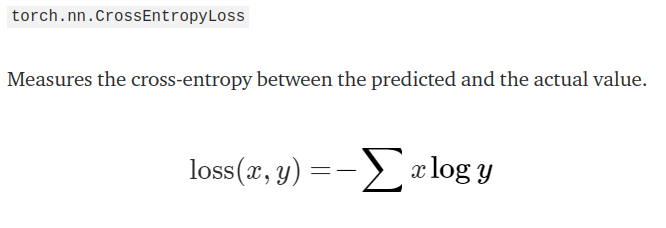 torch.nn.CrossEntropyLoss
Measures the cross-entropy between the predicted and the actual value.
loss(x, y) = −∑ x log y